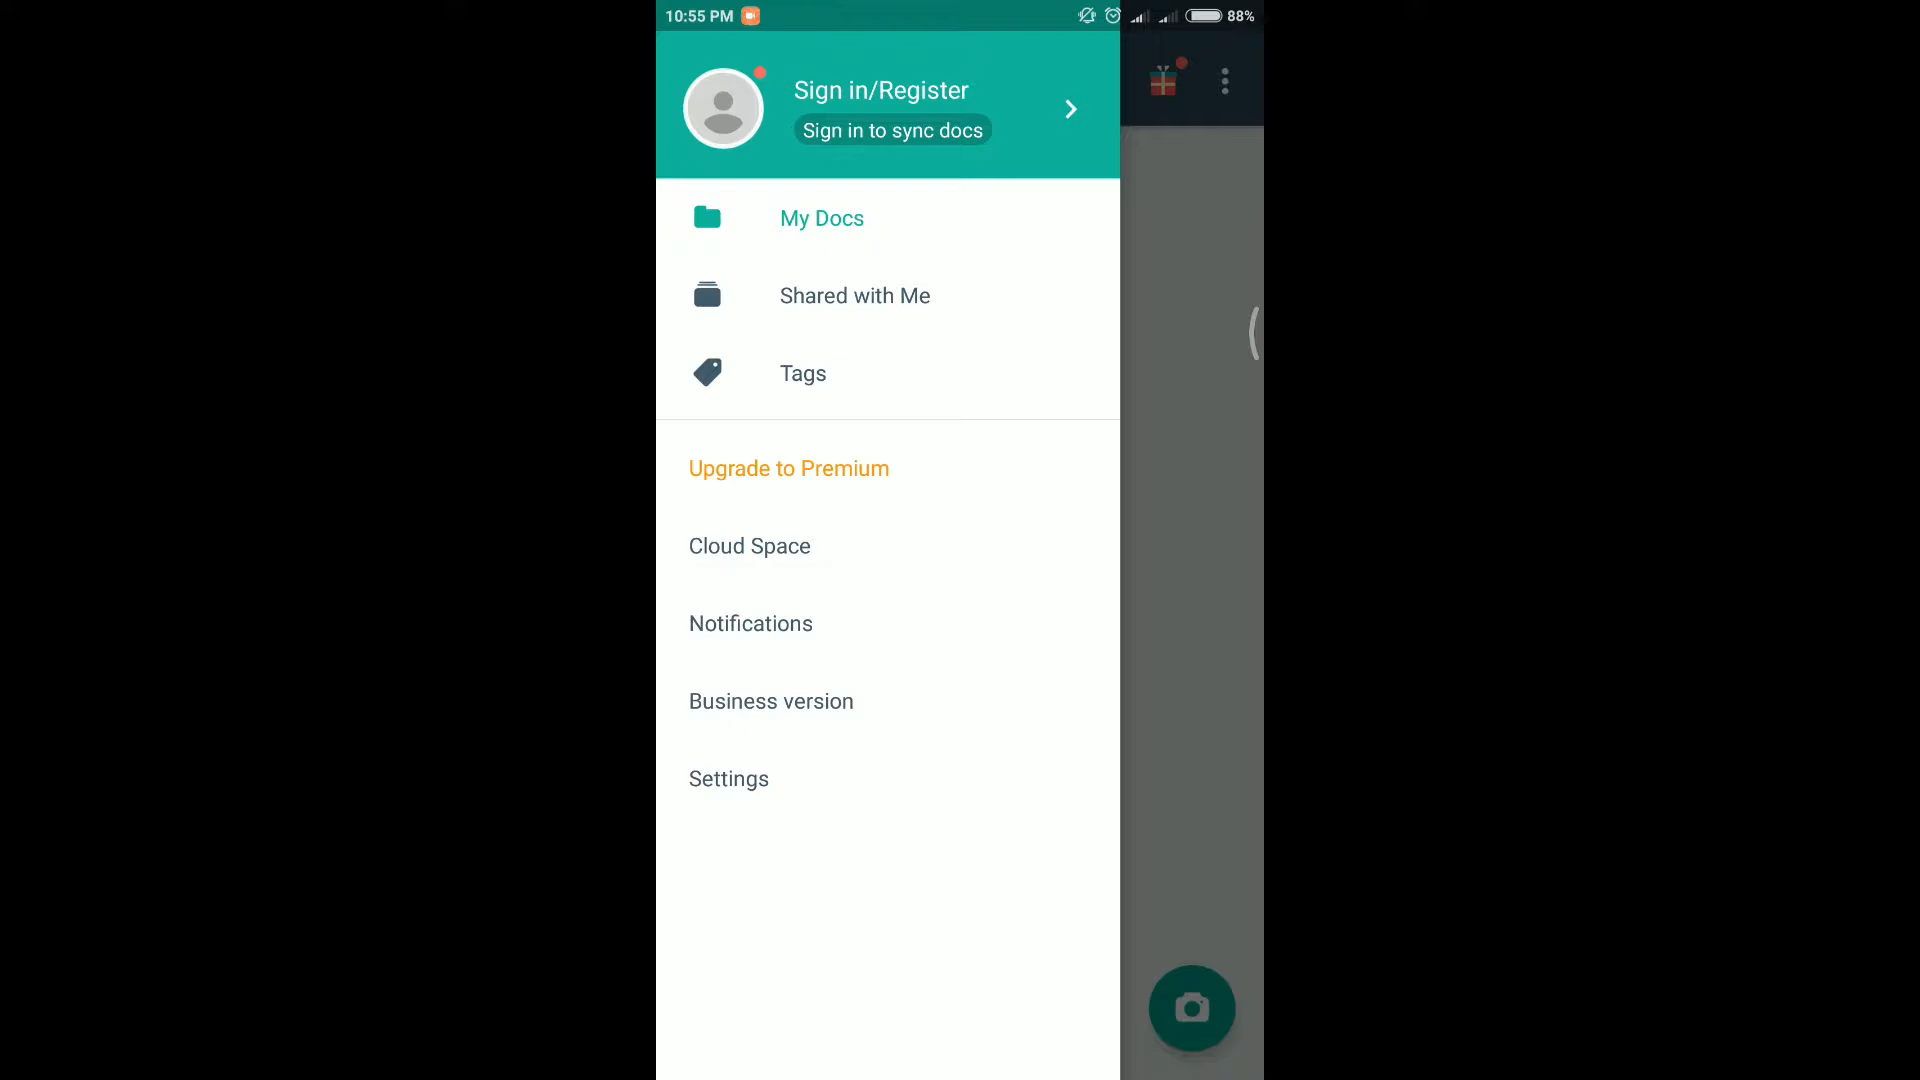 10:55 PM
88%
Sign in/Register
Sign in to sync docs
My Docs
Shared with Me
Tags
Upgrade to Premium
Cloud Space
Notifications
Business version
Settings